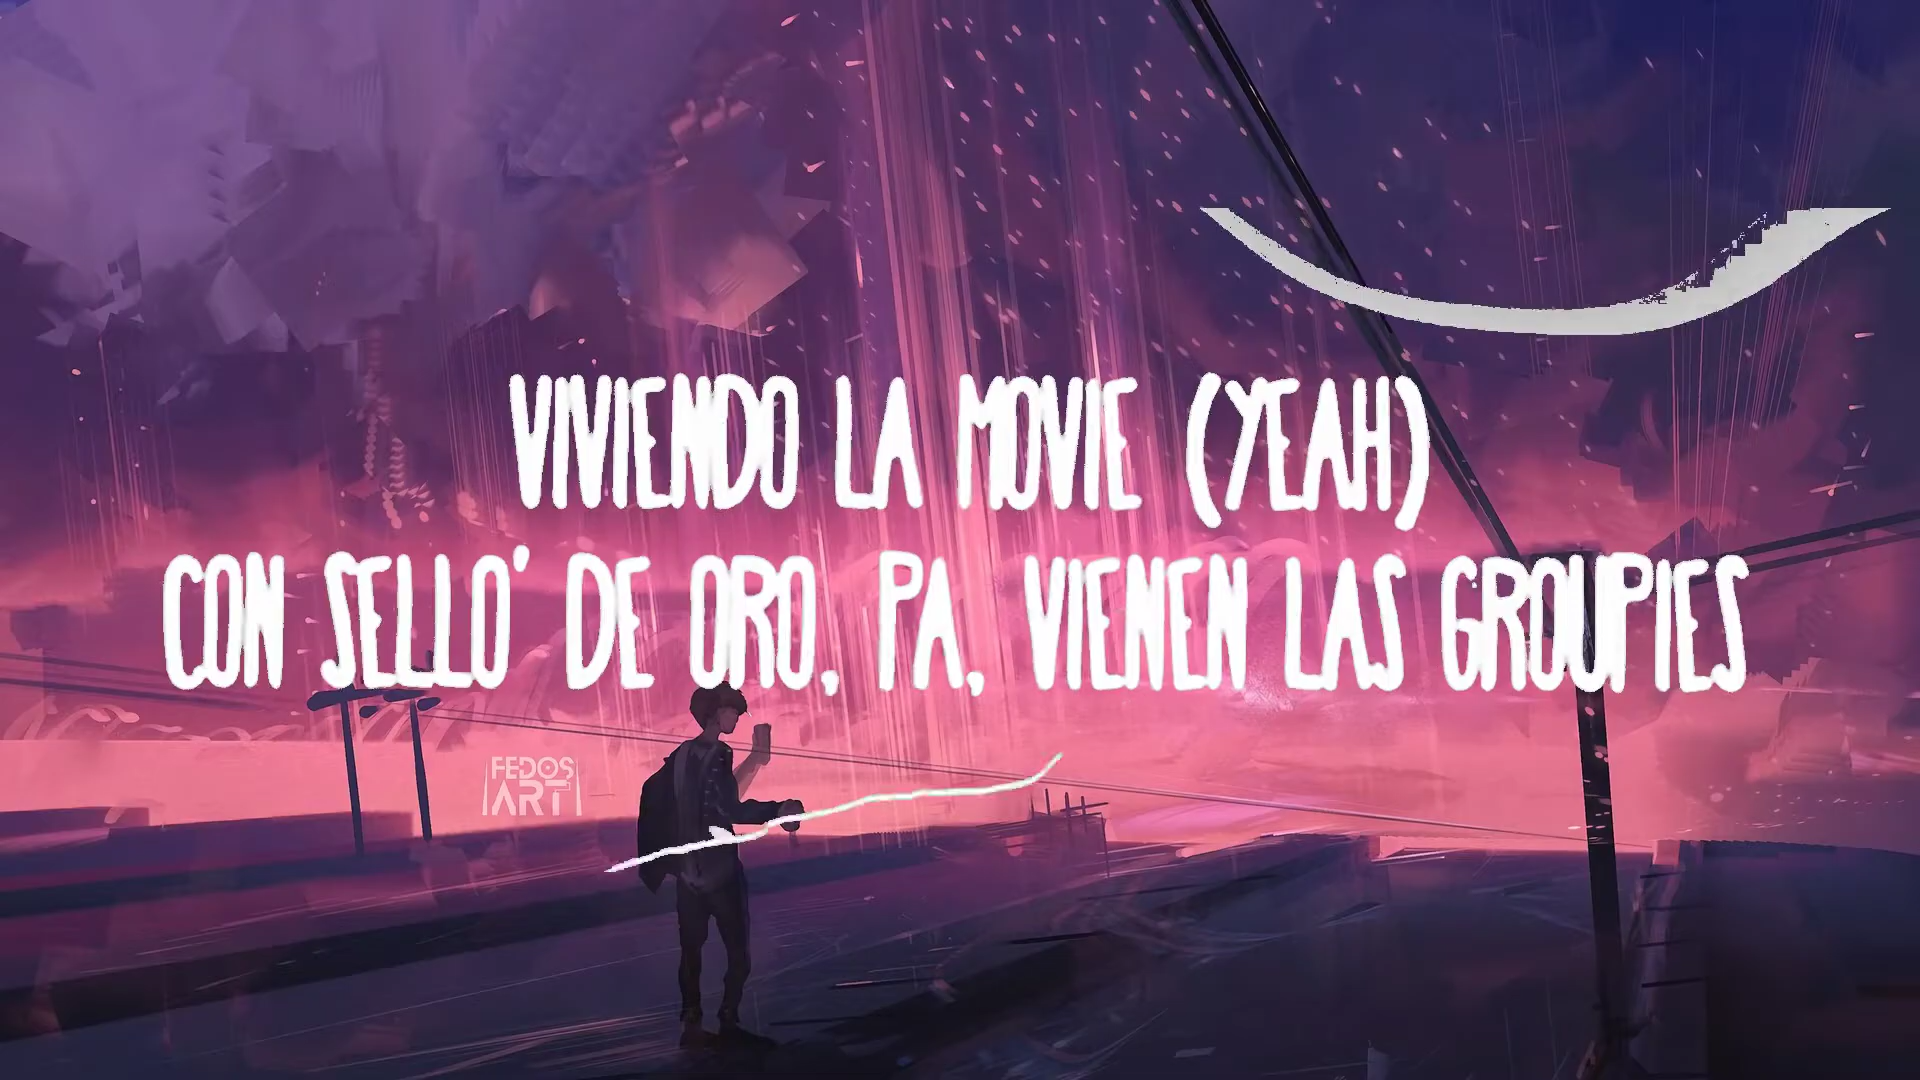 VIVIENDO LA MOVIE (YEAH)
CON SELLO' DE ORO, PA, VIENEN LAS GROUPIES
FEDOS
ART